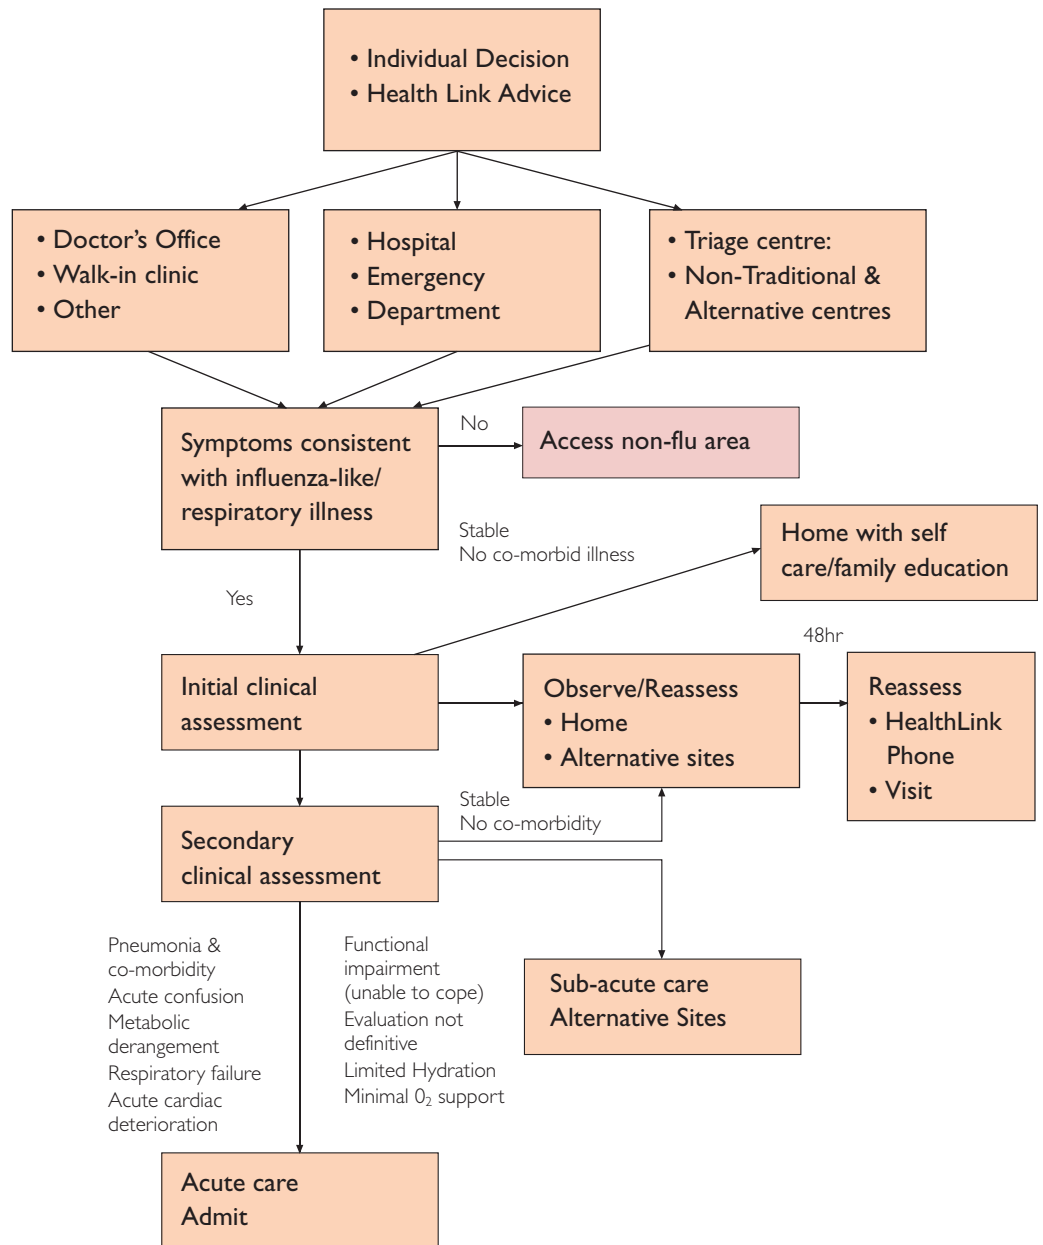 • Individual Decision
• Health Link Advice
• Doctor’s Office
• Walk-in clinic
• Other
• Hospital
• Emergency
• Department
• Triage centre:
• Non-Traditional &
Alternative centres
Symptoms consistent
with influenza-like/
respiratory illness
No
Access non-flu area
Stable
No co-morbid illness
Home with self
care/family education
Yes
48hr
Initial clinical
assessment
Observe/Reassess
• Home
• Alternative sites
Reassess
• HealthLink
Phone
• Visit
Stable
No co-morbidity
Secondary
clinical assessment
Pneumonia &
co-morbidity
Acute confusion
Metabolic
derangement
Respiratory failure
Acute cardiac
deterioration
Functional
impairment
(unable to cope)
Evaluation not
definitive
Limited Hydration
Minimal 0₂ support
Sub-acute care
Alternative Sites
Acute care
Admit